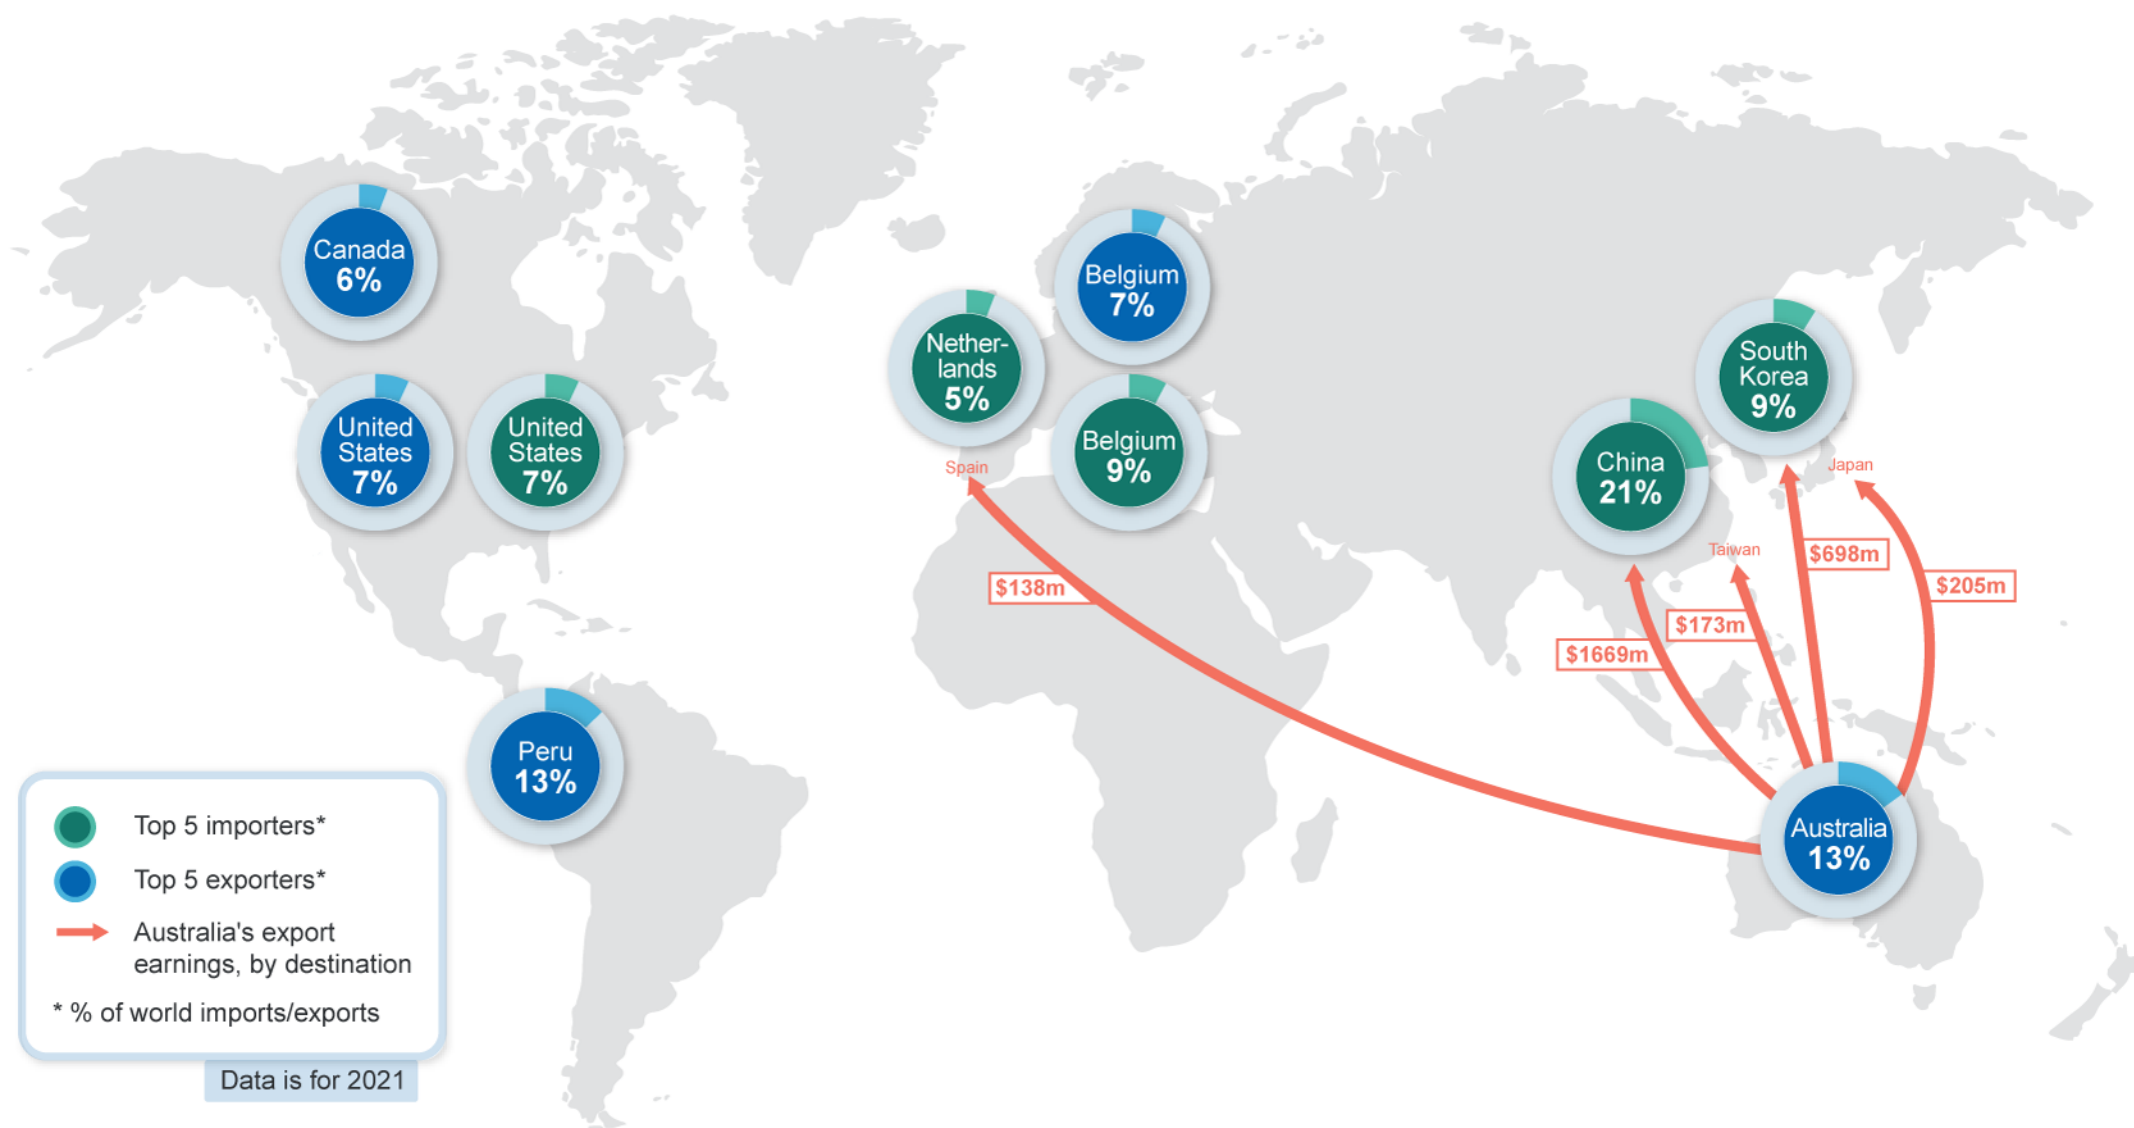 Canada
6%
Belgium
7%
Nether-
lands
5%
South
Korea
9%
United
States
7%
United
States
7%
Belgium
9%
China
21%
Spain
Japan
Taiwan
$698m
$138m
$205m
$173m
$1669m
Peru
13%
Australia
13%
Top 5 importers*
Top 5 exporters*
Australia's export
earnings, by destination
* % of world imports/exports
Data is for 2021